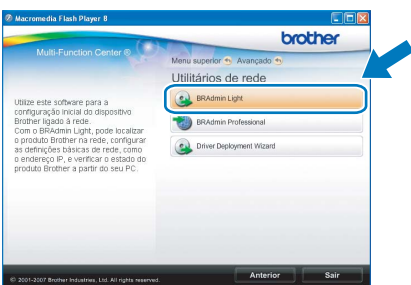 Macromedia Flash Player 8
brother
Multi-Function Center ®
Menu superior Avançado
Utilitários de rede
BRAdmin Light
BRAdmin Professional
Driver Deployment Wizard
Utilize este software para a
configuração inicial do dispositivo
Brother ligado à rede.
Com o BRAdmin Light, pode localizar
o produto Brother na rede, configurar
as definições básicas de rede, como
o endereço IP, e verificar o estado do
produto Brother a partir do seu PC.
© 2001-2007 Brother Industries, Ltd. All rights reserved.
Anterior
Sair